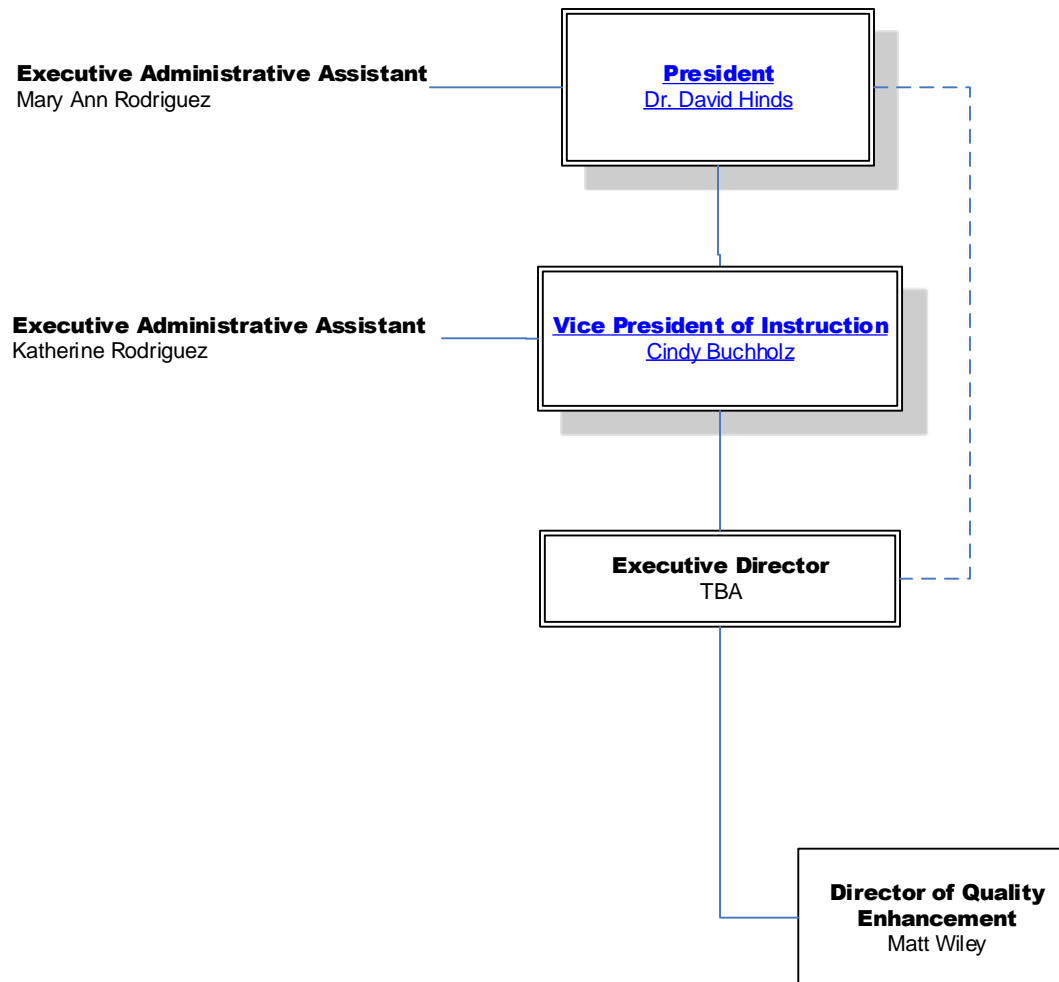 Executive Administrative Assistant
Mary Ann Rodriguez
President
Dr. David Hinds
Executive Administrative Assistant
Katherine Rodriguez
Vice President of Instruction
Cindy Buchholz
Executive Director
TBA
Director of Quality
Enhancement
Matt Wiley